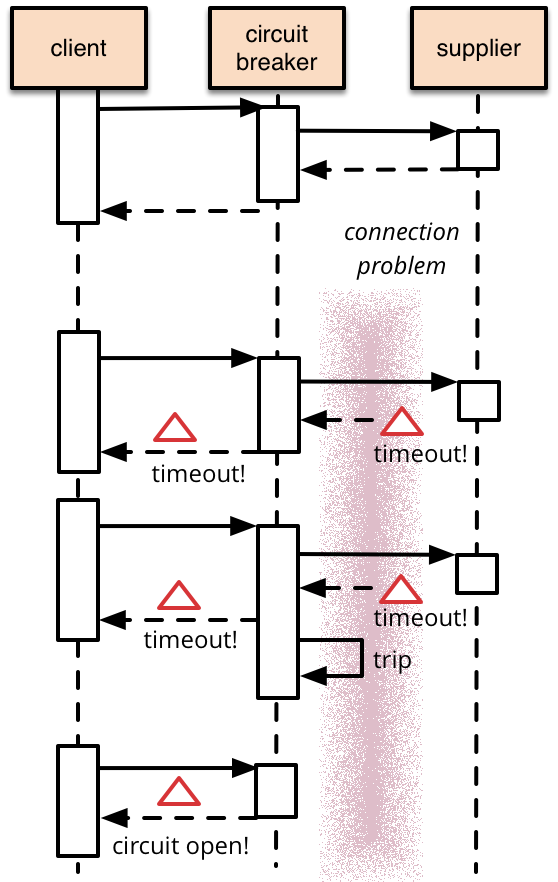 client
circuit
breaker
supplier
connection
problem
timeout!
timeout!
timeout!
timeout!
trip
circuit open!